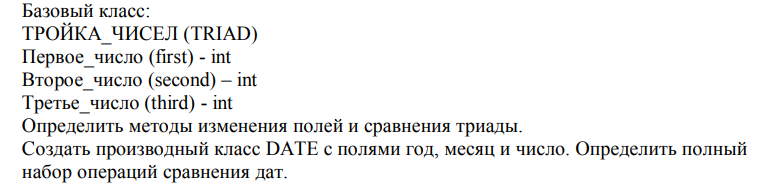 Базовый класс:
ТРОЙКА_ЧИСЕЛ (TRIAD)
Первое_число (first) - int
Второе_число (second) – int
Третье_число (third) - int
Определить методы изменения полей и сравнения триады.
Создать производный класс DATE с полями год, месяц и число. Определить полный
набор операций сравнения дат.